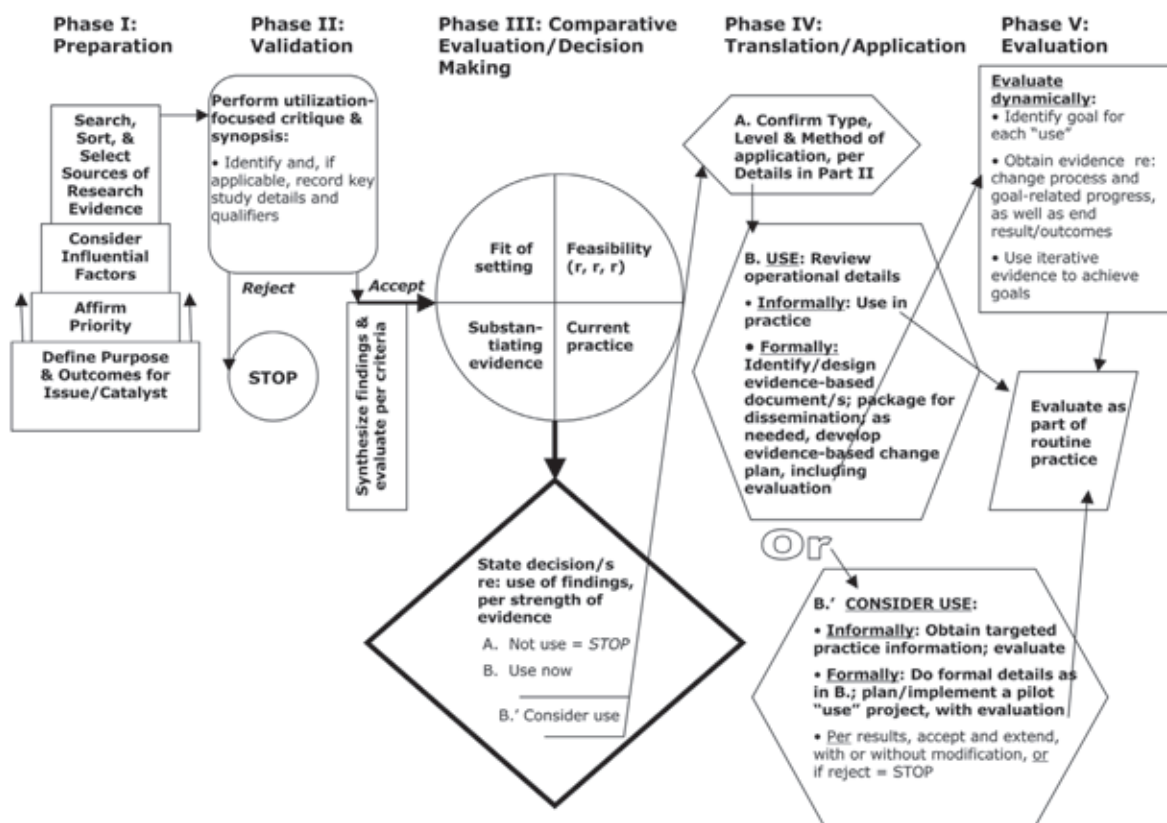 Phase I:
Preparation
Phase II:
Validation
Phase III: Comparative
Evaluation/Decision
Making
Phase IV:
Translation/Application
Phase V:
Evaluation
Search,
Sort, &
Select
Sources of
Research
Evidence
Consider
Influential
Factors
Affirm
Priority
Define Purpose
& Outcomes for
Issue/Catalyst
Perform utilization-
focused critique &
synopsis:
• Identify and, if
applicable, record key
study details and
qualifiers
Reject
STOP
Accept
Synthesize findings &
evaluate per criteria
Fit of
setting
Feasibility
(r, r, r)
Substan-
tiating
evidence
Current
practice
State decision/s
re: use of findings,
per strength of
evidence
A. Not use = STOP
B. Use now
B.’ Consider use
A. Confirm Type,
Level & Method of
application, per
Details in Part II
B. USE: Review
operational details
• Informally: Use in
practice
• Formally:
Identify/design
evidence-based
document/s; package for
dissemination; as
needed, develop
evidence-based change
plan, including
evaluation
Or
B.’ CONSIDER USE:
• Informally: Obtain targeted
practice information; evaluate
• Formally: Do formal details as
in B.; plan/implement a pilot
“use” project, with evaluation
• Per results, accept and extend,
with or without modification, or
if reject = STOP
Evaluate
dynamically:
• Identify goal for
each “use”
• Obtain evidence re:
change process and
goal-related progress,
as well as end
result/outcomes
• Use iterative
evidence to achieve
goals
Evaluate as
part of
routine
practice